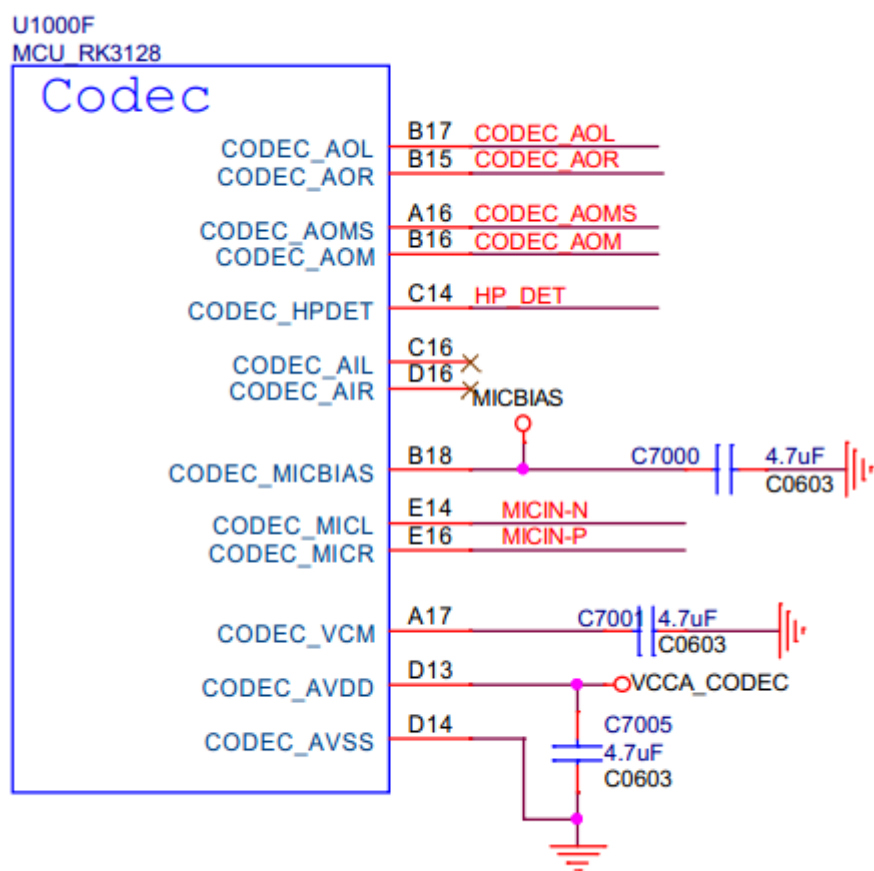 U1000F
MCU_RK3128
Codec
CODEC_AOL B17 CODEC_AOL
CODEC_AOR B15 CODEC_AOR
CODEC_AOMS A16 CODEC_AOMS
CODEC_AOM B16 CODEC_AOM
CODEC_HPDET C14 HP_DET
CODEC_AIL C16
CODEC_AIR D16
MICBIAS
CODEC_MICBIAS B18 C7000 4.7uF
C0603
CODEC_MICL E14 MICIN-N
CODEC_MICR E16 MICIN-P
CODEC_VCM A17 C7001 4.7uF
C0603
CODEC_AVDD D13 VCCA_CODEC
CODEC_AVSS D14 C7005
4.7uF
C0603